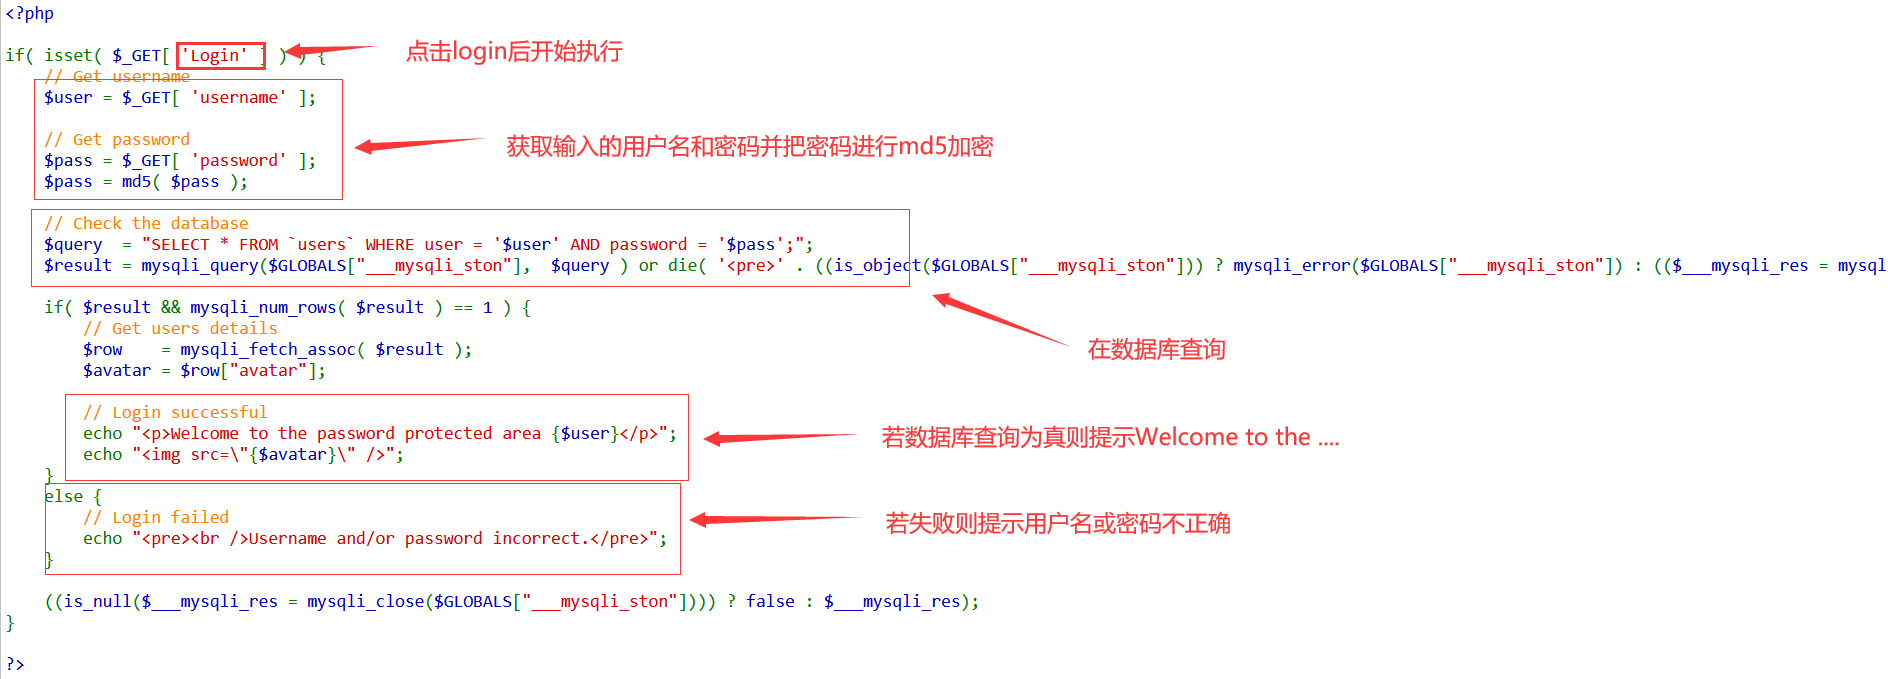 <?php
if( isset( $_GET[ 'Login' ] ) ) {
点击login后开始执行
// Get username
$user = $_GET[ 'username' ];
// Get password
$pass = $_GET[ 'password' ];
$pass = md5( $pass );
获取输入的用户名和密码并把密码进行md5加密
// Check the database
$query  = "SELECT * FROM `users` WHERE user = '$user' AND password = '$pass';";
$result = mysqli_query($GLOBALS["___mysqli_ston"],  $query ) or die( '<pre>' . ((is_object($GLOBALS["___mysqli_ston"])) ? mysqli_error($GLOBALS["___mysqli_ston"]) : (($___mysqli_res = mysql
在数据库查询
if( $result && mysqli_num_rows( $result ) == 1 ) {
// Get users details
$row    = mysqli_fetch_assoc( $result );
$avatar = $row["avatar"];
// Login successful
echo "<p>Welcome to the password protected area {$user}</p>";
echo "<img src=\"{$avatar}\" />";
若数据库查询为真则提示Welcome to the ....
}
else {
// Login failed
echo "<pre><br />Username and/or password incorrect.</pre>";
若失败则提示用户名或密码不正确
}
((is_null($___mysqli_res = mysqli_close($GLOBALS["___mysqli_ston"]))) ? false : $___mysqli_res);
}
?>